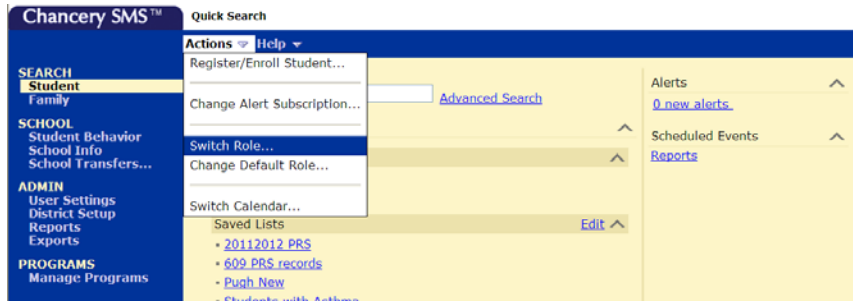 Chancery SMS™
Quick Search
Actions Help
SEARCH
Student
Family
SCHOOL
Student Behavior
School Info
School Transfers...
ADMIN
User Settings
District Setup
Reports
Exports
PROGRAMS
Manage Programs
Register/Enroll Student...
Change Alert Subscription...
Switch Role...
Change Default Role...
Switch Calendar...
Advanced Search
Saved Lists Edit
20112012 PRS
609 PRS records
Pugh New
Students with Asthma
Alerts
0 new alerts.
Scheduled Events
Reports